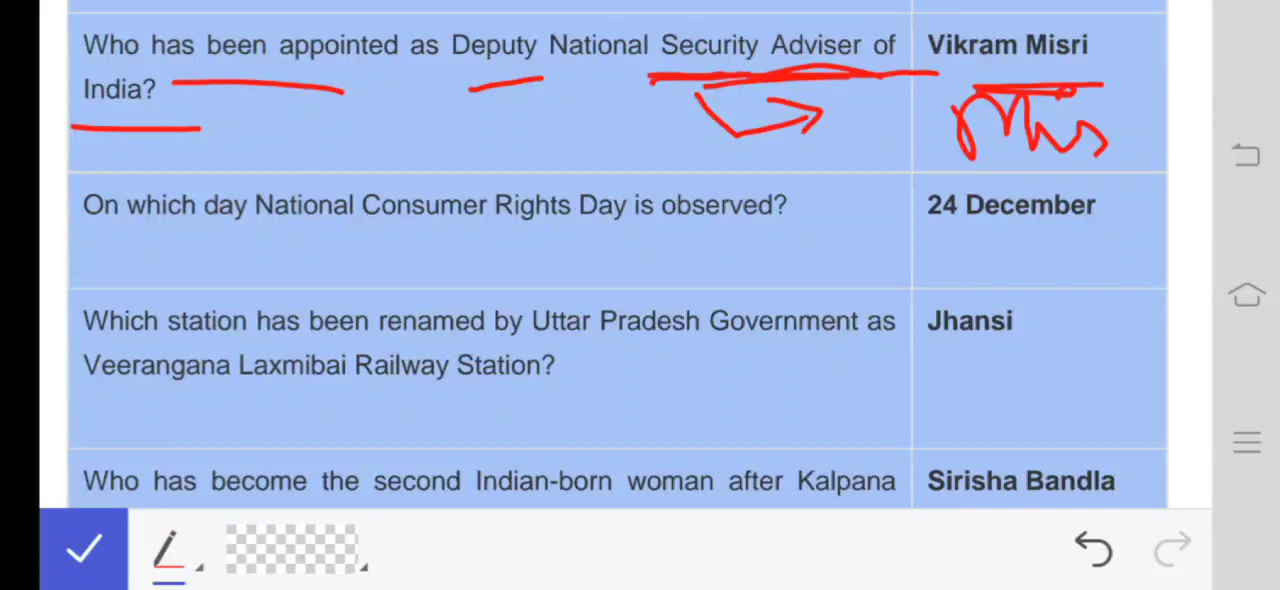 Who has been appointed as Deputy National Security Adviser of
India?
Vikram Misri
Mis
On which day National Consumer Rights Day is observed?
24 December
Which station has been renamed by Uttar Pradesh Government as
Veerangana Laxmibai Railway Station?
Jhansi
Who has become the second Indian-born woman after Kalpana
Sirisha Bandla